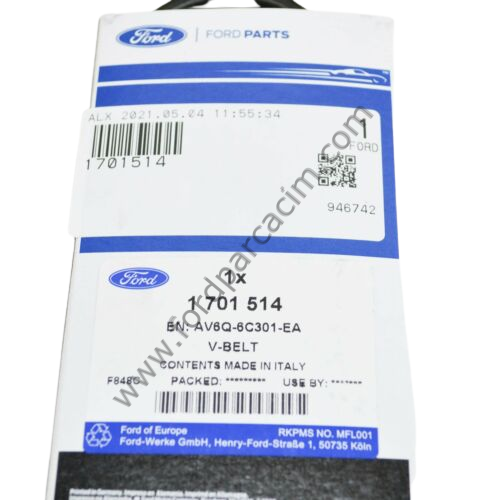 Ford FORD PARTS
ALX 2021.05.04 11:55:34
1701514
1
FORD
946742
www.fordparcacim.com
Ford
1x
1 701 514
EN: AV6Q-6C301-EA
V-BELT
CONTENTS MADE IN ITALY
PACKED: ********* USE BY:
Ford of Europe RKPMS NO. MFL001
Ford-Werke GmbH, Henry-Ford-Straße 1, 50735 Köln